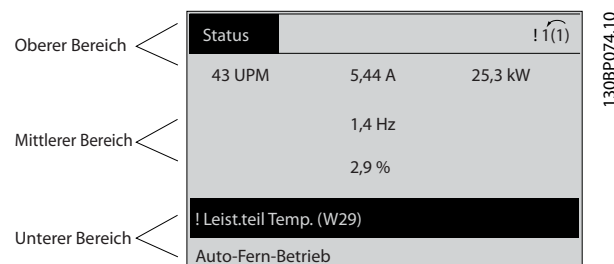 Oberer Bereich
Status !1(1)
43 UPM 5,44 A 25,3 kW
Mittlerer Bereich
1,4 Hz
2,9 %
! Leist.teil Temp. (W29)
Unterer Bereich
Auto-Fern-Betrieb
130BP074.10